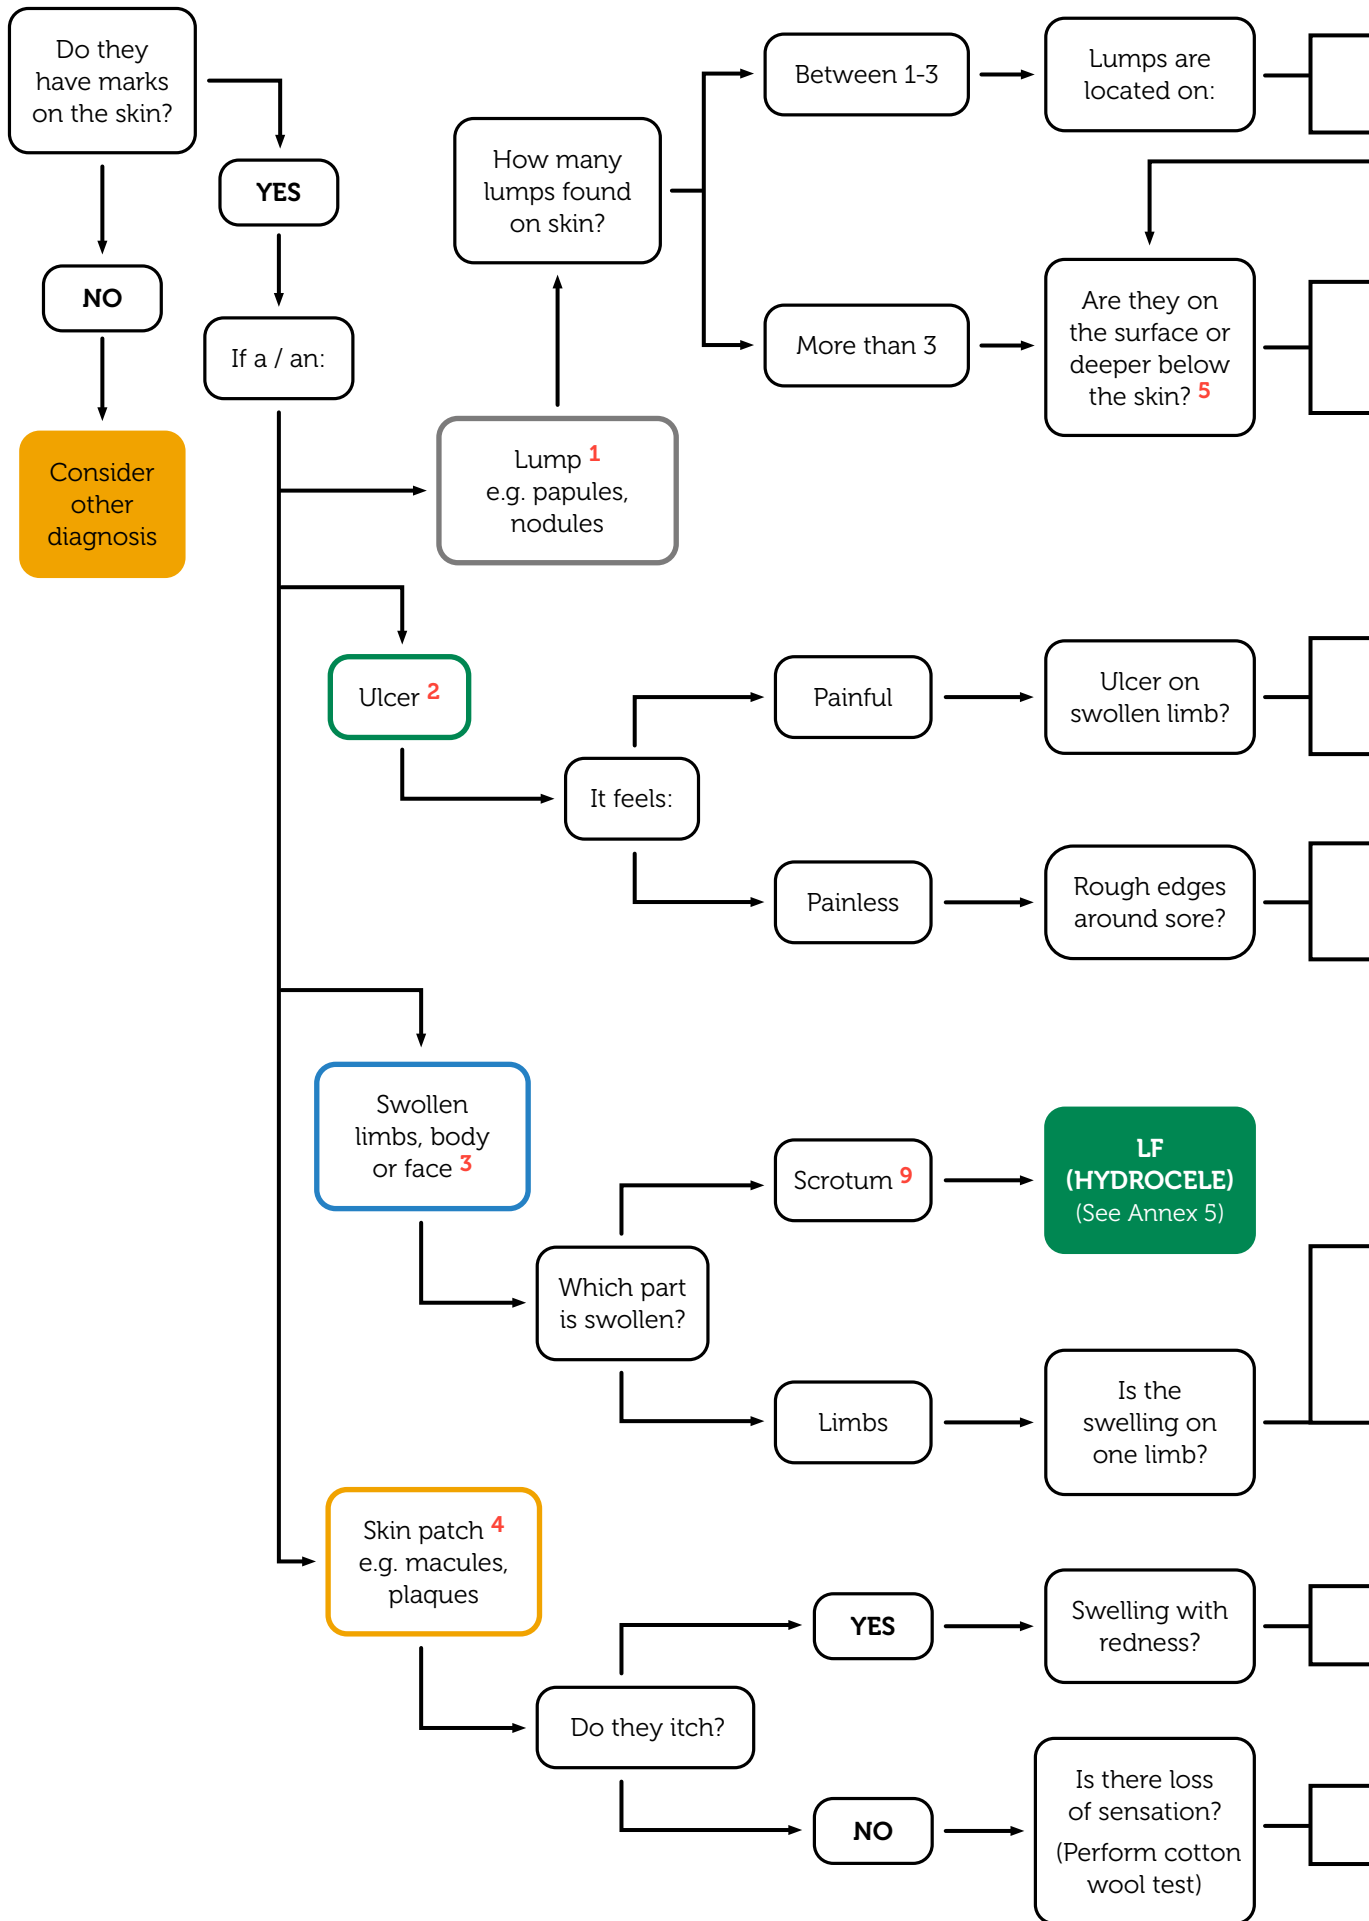 Do they
have marks
on the skin?
YES
NO
If a / an:
Consider
other
diagnosis
Lump 1
e.g. papules,
nodules
How many
lumps found
on skin?
Between 1-3
Lumps are
located on:
More than 3
Are they on
the surface or
deeper below
the skin? 5
Ulcer 2
It feels:
Painful
Ulcer on
swollen limb?
Painless
Rough edges
around sore?
Swollen
limbs, body
or face 3
Which part
is swollen?
Scrotum 9
LF
(HYDROCELE)
(See Annex 5)
Limbs
Is the
swelling on
one limb?
Skin patch 4
e.g. macules,
plaques
Do they itch?
YES
Swelling with
redness?
NO
Is there loss
of sensation?
(Perform cotton
wool test)